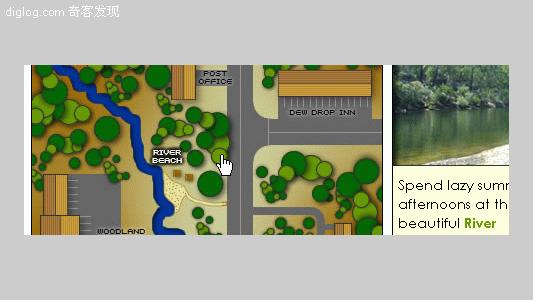 diglog.com 奇客发现
POST
OFFICE
DEW DROP INN
RIVER
BEACH
WOODLAND
Spend lazy sum
afternoons at th
beautiful River